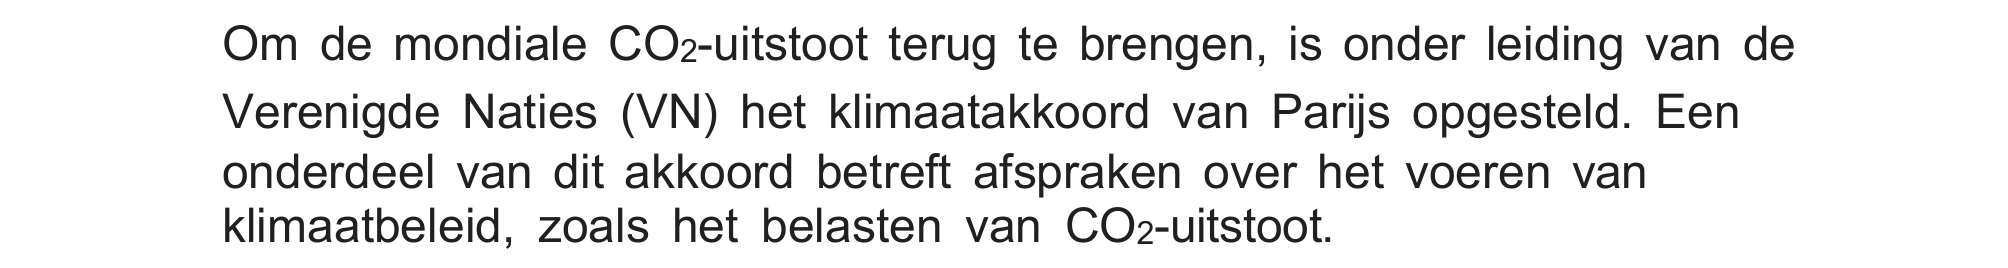 Om de mondiale CO2-uitstoot terug te brengen, is onder leiding van de
Verenigde Naties (VN) het klimaatakkoord van Parijs opgesteld. Een
onderdeel van dit akkoord betreft afspraken over het voeren van
klimaatbeleid, zoals het belasten van CO2-uitstoot.